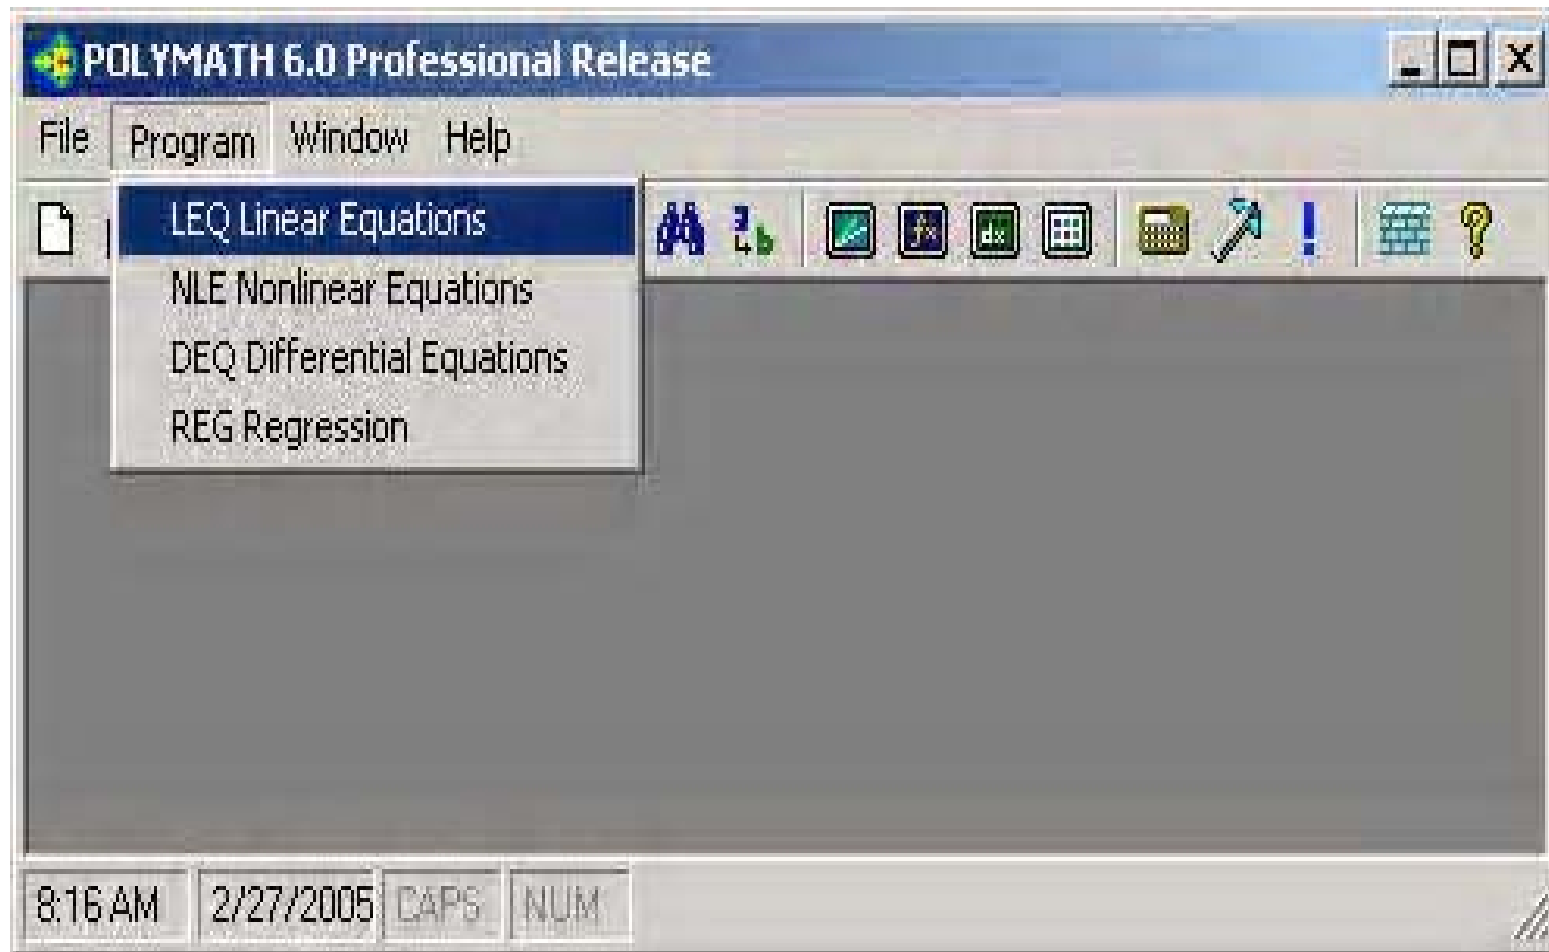 POLYMATH 6.0 Professional Release
File Program Window Help
LEQ Linear Equations
NLE Nonlinear Equations
DEQ Differential Equations
REG Regression
8:16 AM 2/27/2005 CAPS NUM